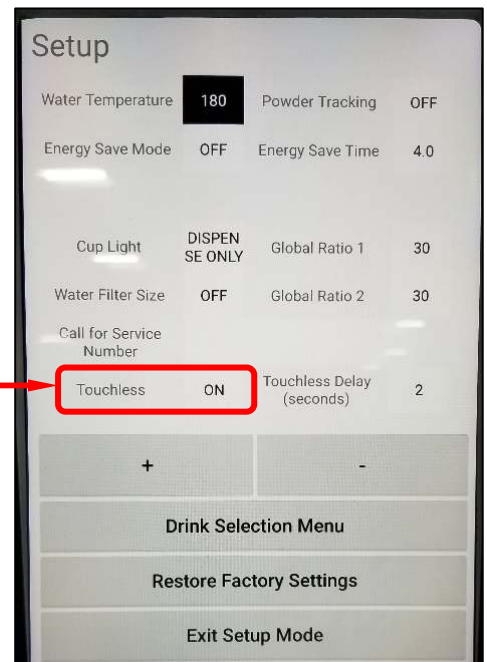 Setup
Water Temperature 180 Powder Tracking OFF
Energy Save Mode OFF Energy Save Time 4.0
Cup Light DISPEN SE ONLY Global Ratio 1 30
Water Filter Size OFF Global Ratio 2 30
Call for Service
Number
Touchless ON Touchless Delay (seconds) 2
+ -
Drink Selection Menu
Restore Factory Settings
Exit Setup Mode